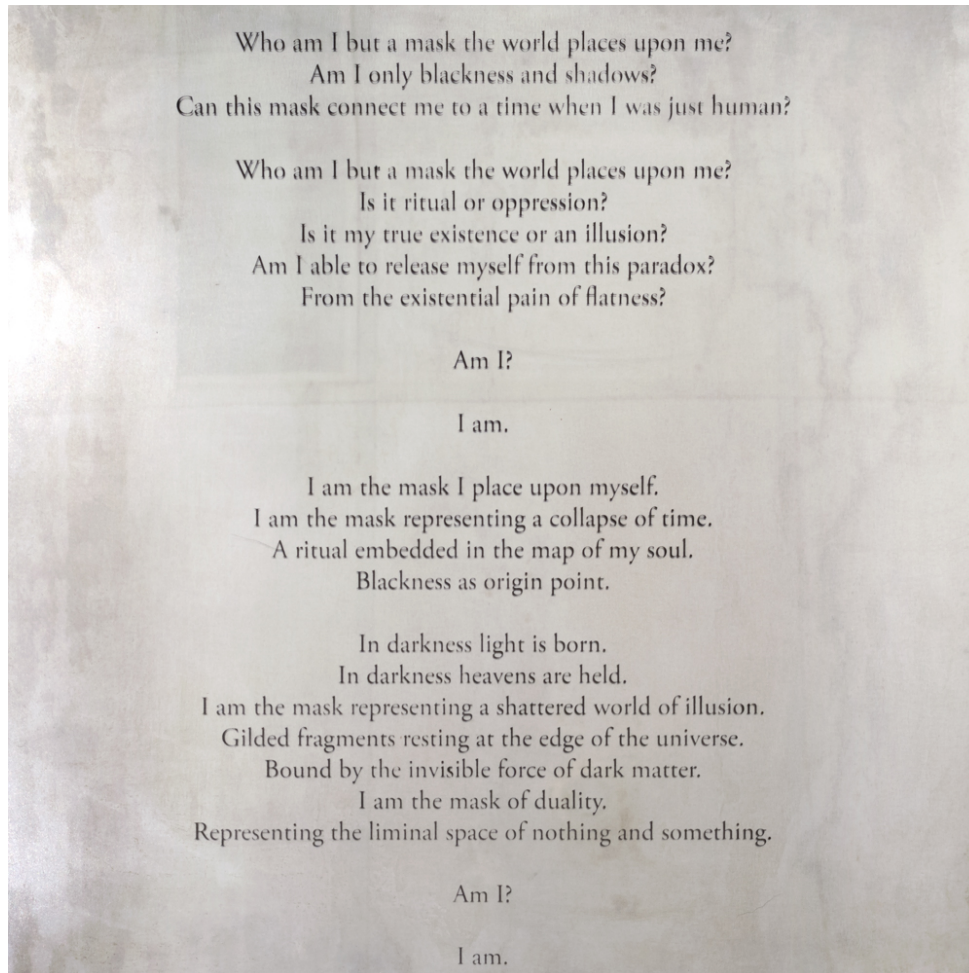 Who am I but a mask the world places upon me?
Am I only blackness and shadows?
Can this mask connect me to a time when I was just human?
Who am I but a mask the world places upon me?
Is it ritual or oppression?
Is it my true existence or an illusion?
Am I able to release myself from this paradox?
From the existential pain of flatness?
Am I?
I am.
I am the mask I place upon myself.
I am the mask representing a collapse of time.
A ritual embedded in the map of my soul.
Blackness as origin point.
In darkness light is born.
In darkness heavens are held.
I am the mask representing a shattered world of illusion.
Gilded fragments resting at the edge of the universe.
Bound by the invisible force of dark matter.
I am the mask of duality.
Representing the liminal space of nothing and something.
Am I?
I am.